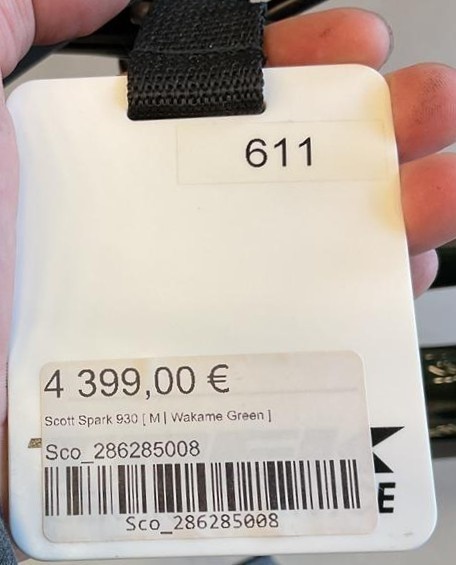 611
4 399,00 €
Scott Spark 930 [ M | Wakame Green ]
Sco_286285008
Sco_286285008